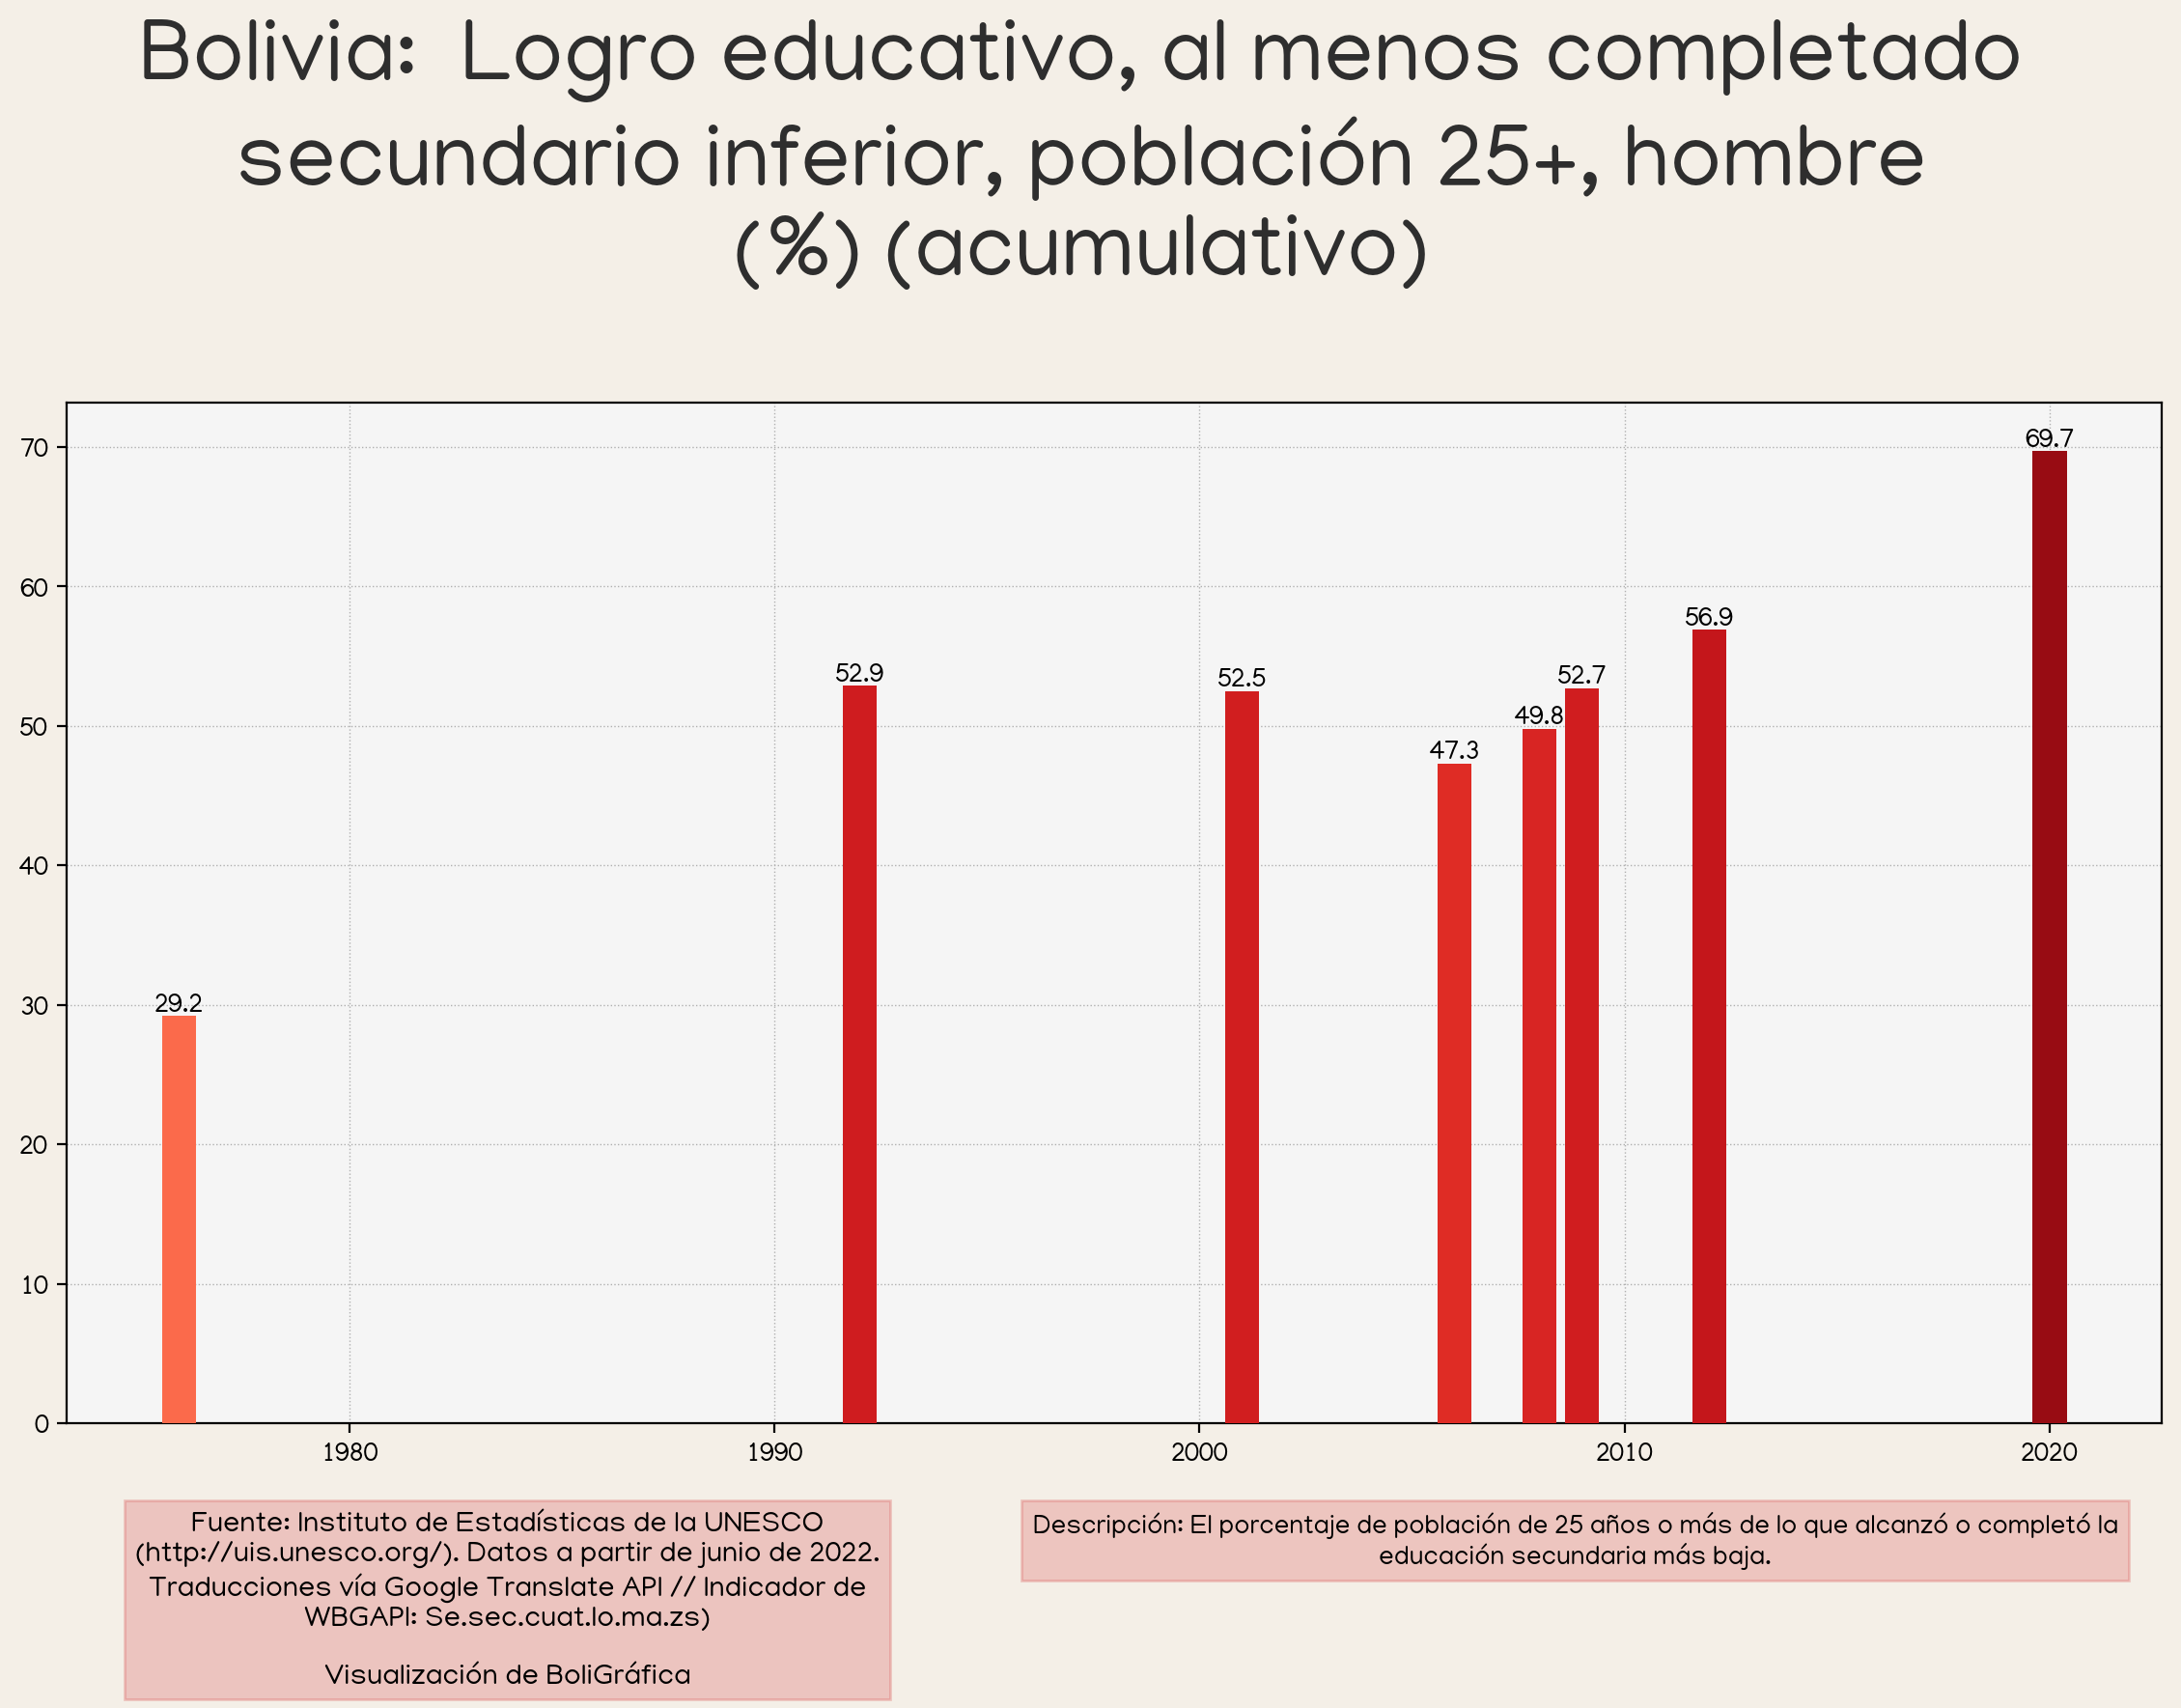 Bolivia: Logro educativo, al menos completado
secundario inferior, población 25+, hombre
(%) (acumulativo)
70
60
50
40
30
20
10
0
29.2
52.9
52.5
47.3
49.8
52.7
56.9
69.7
1980
1990
2000
2010
2020
Fuente: Instituto de Estadísticas de la UNESCO
(http://uis.unesco.org/). Datos a partir de junio de 2022.
Traducciones vía Google Translate API // Indicador de
WBGAPI: Se.sec.cuat.lo.ma.zs)
Visualización de BoliGráfica
Descripción: El porcentaje de población de 25 años o más de lo que alcanzó o completó la
educación secundaria más baja.